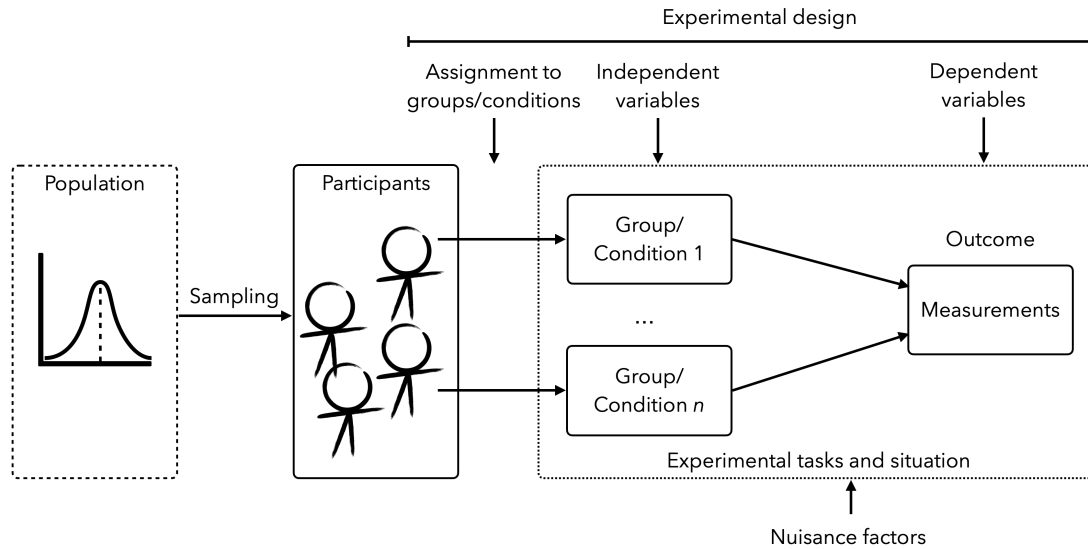 Experimental design
Assignment to
groups/conditions
Independent
variables
Dependent
variables
Population
Participants
Sampling
Group/
Condition 1
...
Group/
Condition n
Outcome
Measurements
Experimental tasks and situation
Nuisance factors